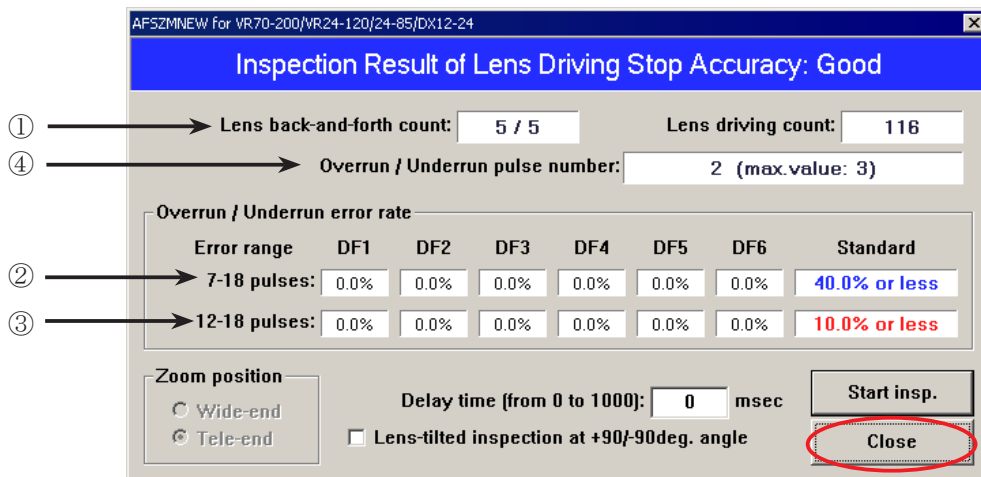 AFSZMNEW for VR70-200/VR24-120/24-85/DX12-24
Inspection Result of Lens Driving Stop Accuracy: Good
① Lens back-and-forth count: 5 / 5 Lens driving count: 116
④ Overrun / Underrun pulse number: 2 (max.value: 3)
Overrun / Underrun error rate
Error range DF1 DF2 DF3 DF4 DF5 DF6 Standard
② 7-18 pulses: 0.0% 0.0% 0.0% 0.0% 0.0% 0.0% 40.0% or less
③ 12-18 pulses: 0.0% 0.0% 0.0% 0.0% 0.0% 0.0% 10.0% or less
Zoom position
Wide-end
Tele-end
Delay time (from 0 to 1000): 0 msec
Lens-tilted inspection at +90/-90deg. angle
Start insp.
Close